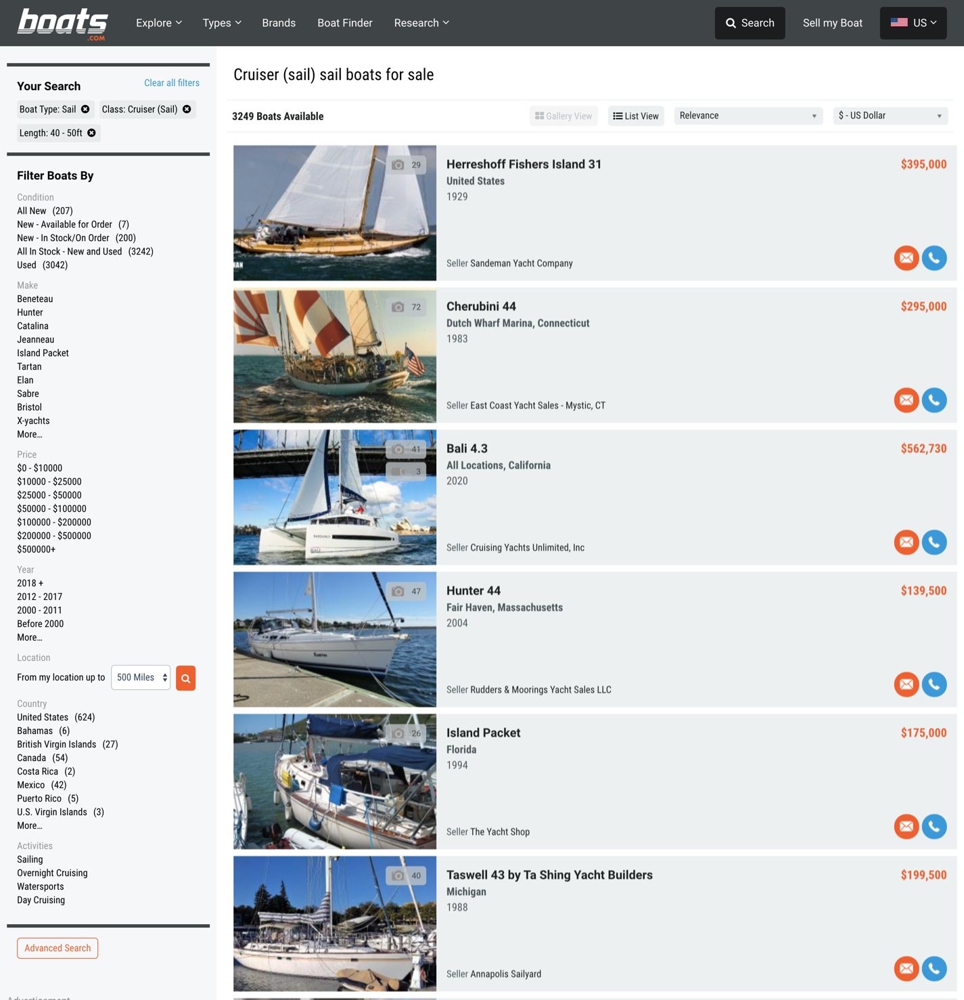 boats
.COM
Explore
Types
Brands
Boat Finder
Research
Search
Sell my Boat
US
Your Search
Clear all filters
Boat Type: Sail
Class: Cruiser (Sail)
Length: 40 - 50ft
Filter Boats By
Condition
All New (207)
New - Available for Order (7)
New - In Stock/On Order (200)
All In Stock - New and Used (3242)
Used (3042)
Make
Beneteau
Hunter
Catalina
Jeanneau
Island Packet
Tartan
Elan
Sabre
Bristol
X-yachts
More...
Price
$0 - $10000
$10000 - $25000
$25000 - $50000
$50000 - $100000
$100000 - $200000
$200000 - $500000
$500000+
Year
2018 +
2012 - 2017
2000 - 2011
Before 2000
More...
Location
From my location up to 500 Miles
Country
United States (624)
Bahamas (6)
British Virgin Islands (27)
Canada (54)
Costa Rica (2)
Mexico (42)
Puerto Rico (5)
U.S. Virgin Islands (3)
More...
Activities
Sailing
Overnight Cruising
Watersports
Day Cruising
Advanced Search
Advertisement
Cruiser (sail) sail boats for sale
3249 Boats Available
Gallery View
List View
Relevance
$ - US Dollar
29
Herreshoff Fishers Island 31
$395,000
United States
1929
Seller Sandeman Yacht Company
72
Cherubini 44
$295,000
Dutch Wharf Marina, Connecticut
1983
Seller East Coast Yacht Sales - Mystic, CT
41
3
BALI
Bali 4.3
$562,730
All Locations, California
2020
Seller Cruising Yachts Unlimited, Inc
47
Hunter 44
$139,500
Fair Haven, Massachusetts
2004
Seller Rudders & Moorings Yacht Sales LLC
26
Island Packet
$175,000
Florida
1994
Seller The Yacht Shop
40
Taswell 43 by Ta Shing Yacht Builders
$199,500
Michigan
1988
Seller Annapolis Sailyard